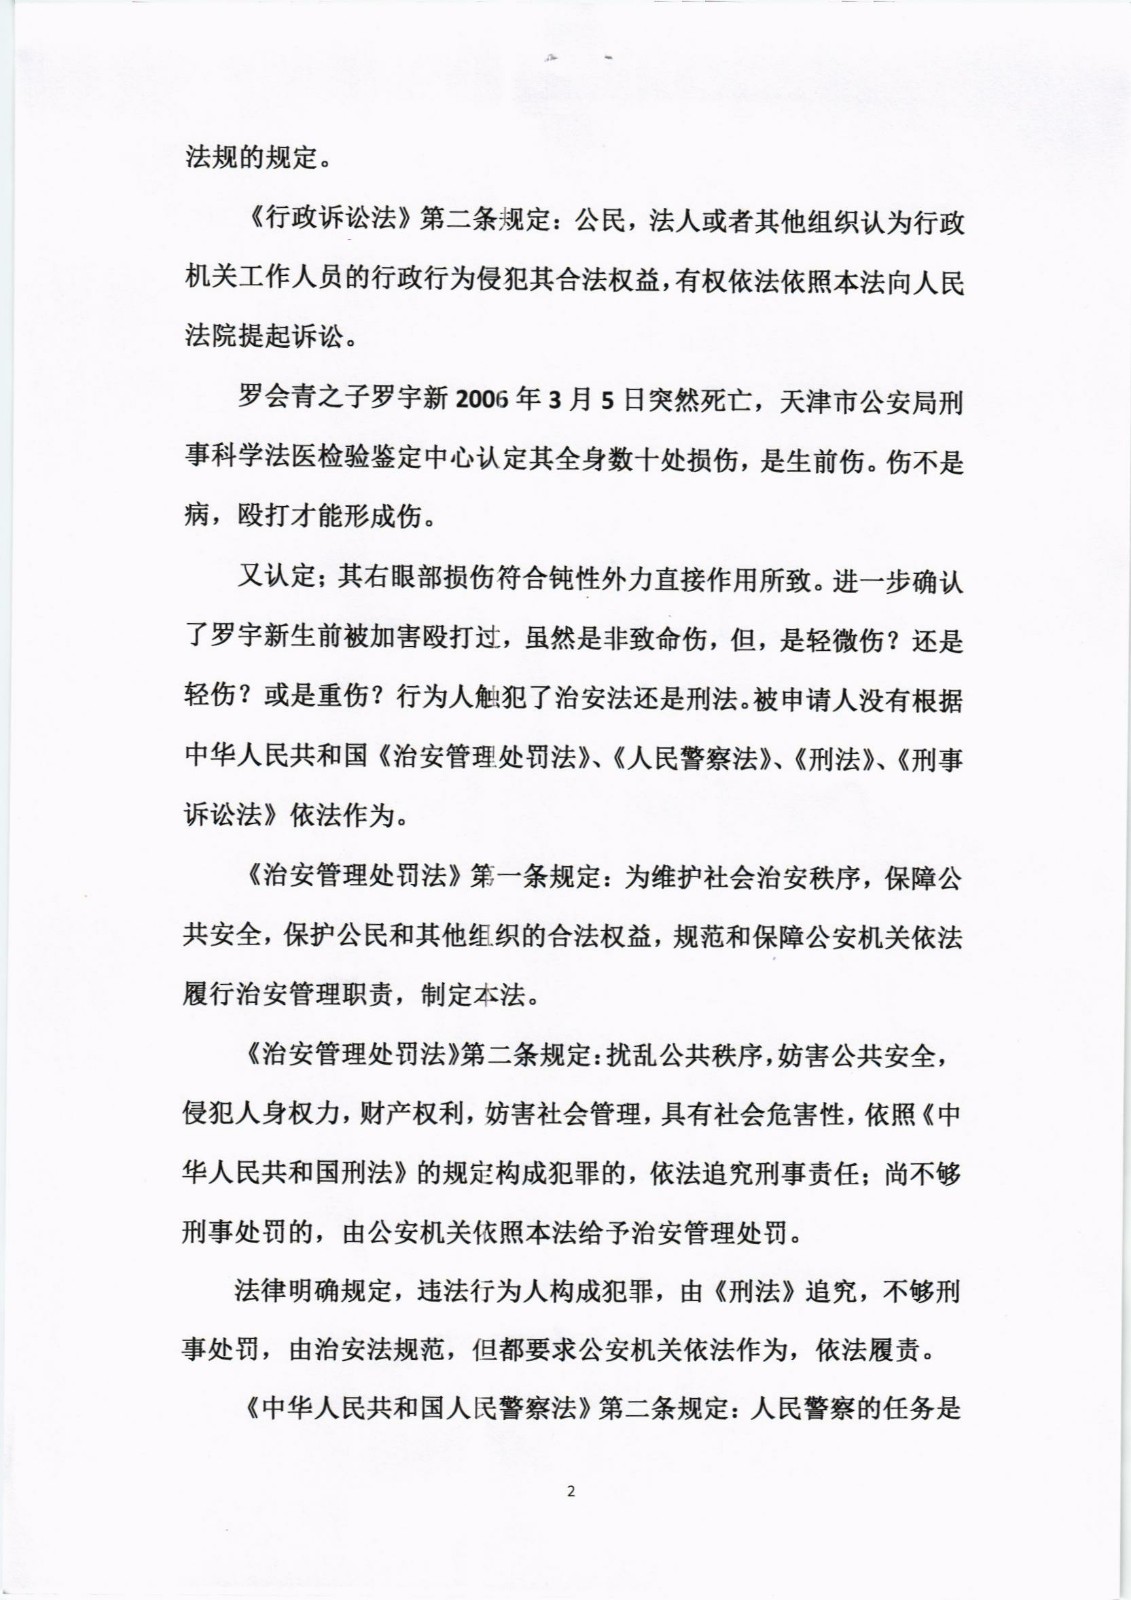 法规的规定。
《行政诉讼法》第二条规定：公民，法人或者其他组织认为行政
机关工作人员的行政行为侵犯其合法权益，有权依法依照本法向人民
法院提起诉讼。
罗会青之子罗宇新 2006 年 3 月 5 日突然死亡，天津市公安局刑
事科学法医检验鉴定中心认定其全身数十处损伤，是生前伤。伤不是
病，殴打才能形成伤。
又认定；其右眼部损伤符合钝性外力直接作用所致。进一步确认
了罗宇新生前被加害殴打过，虽然是非致命伤，但，是轻微伤？还是
轻伤？或是重伤？行为人触犯了治安法还是刑法。被申请人没有根据
中华人民共和国《治安管理处罚法》、《人民警察法》、《刑法》、《刑事
诉讼法》依法作为。
《治安管理处罚法》第一条规定：为维护社会治安秩序，保障公
共安全，保护公民和其他组织的合法权益，规范和保障公安机关依法
履行治安管理职责，制定本法。
《治安管理处罚法》第二条规定：扰乱公共秩序，妨害公共安全，
侵犯人身权力，财产权利，妨害社会管理，具有社会危害性，依照《中
华人民共和国刑法》的规定构成犯罪的，依法追究刑事责任；尚不够
刑事处罚的，由公安机关依照本法给予治安管理处罚。
法律明确规定，违法行为人构成犯罪，由《刑法》追究，不够刑
事处罚，由治安法规范，但都要求公安机关依法作为，依法履责。
《中华人民共和国人民警察法》第二条规定：人民警察的任务是
2